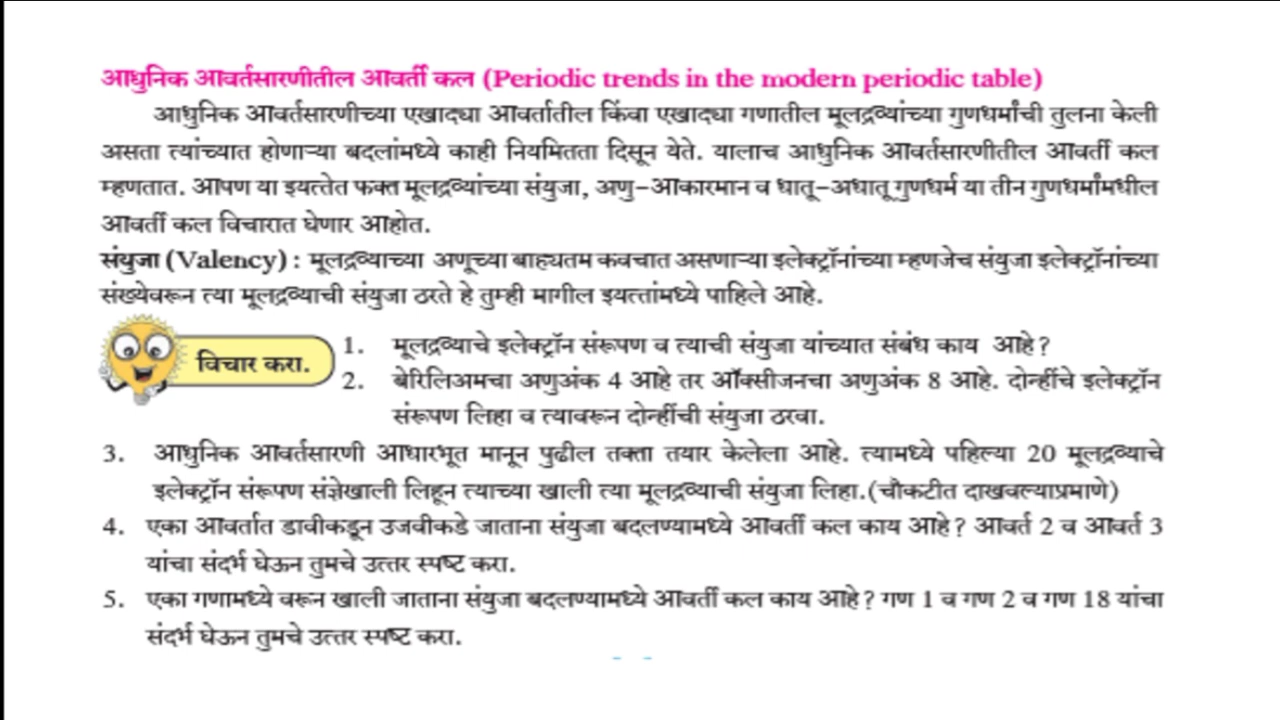 आधुनिक आवर्तसारणीतील आवर्ती कल (Periodic trends in the modern periodic table)
आधुनिक आवर्तसारणीच्या एखाद्या आवर्तातील किंवा एखाद्या गणातील मूलद्रव्यांच्या गुणधर्मांची तुलना केली
असता त्यांच्यात होणाऱ्या बदलांमध्ये काही नियमितता दिसून येते. यालाच आधुनिक आवर्तसारणीतील आवर्ती कल
म्हणतात. आपण या इयत्तेत फक्त मूलद्रव्यांच्या संयुजा, अणु-आकारमान व धातू-अधातू गुणधर्म या तीन गुणधर्मांमधील
आवर्ती कल विचारात घेणार आहोत.
संयुजा (Valency) : मूलद्रव्याच्या अणूच्या बाह्यतम कवचात असणाऱ्या इलेक्ट्रॉनांच्या म्हणजेच संयुजा इलेक्ट्रॉनांच्या
संख्येवरून त्या मूलद्रव्याची संयुजा ठरते हे तुम्ही मागील इयत्तांमध्ये पाहिले आहे.
विचार करा.
1. मूलद्रव्याचे इलेक्ट्रॉन संरूपण व त्याची संयुजा यांच्यात संबंध काय आहे?
2. बेरिलिअमचा अणुअंक 4 आहे तर ऑक्सीजनचा अणुअंक 8 आहे. दोन्हींचे इलेक्ट्रॉन
संरूपण लिहा व त्यावरून दोन्हींची संयुजा ठरवा.
3. आधुनिक आवर्तसारणी आधारभूत मानून पुढील तक्ता तयार केलेला आहे. त्यामध्ये पहिल्या 20 मूलद्रव्याचे
इलेक्ट्रॉन संरूपण संज्ञेखाली लिहून त्याच्या खाली त्या मूलद्रव्याची संयुजा लिहा.(चौकटीत दाखवल्याप्रमाणे)
4. एका आवर्तात डावीकडून उजवीकडे जाताना संयुजा बदलण्यामध्ये आवर्ती कल काय आहे? आवर्त 2 व आवर्त 3
यांचा संदर्भ घेऊन तुमचे उत्तर स्पष्ट करा.
5. एका गणामध्ये वरून खाली जाताना संयुजा बदलण्यामध्ये आवर्ती कल काय आहे? गण 1 व गण 2 व गण 18 यांचा
संदर्भ घेऊन तुमचे उत्तर स्पष्ट करा.